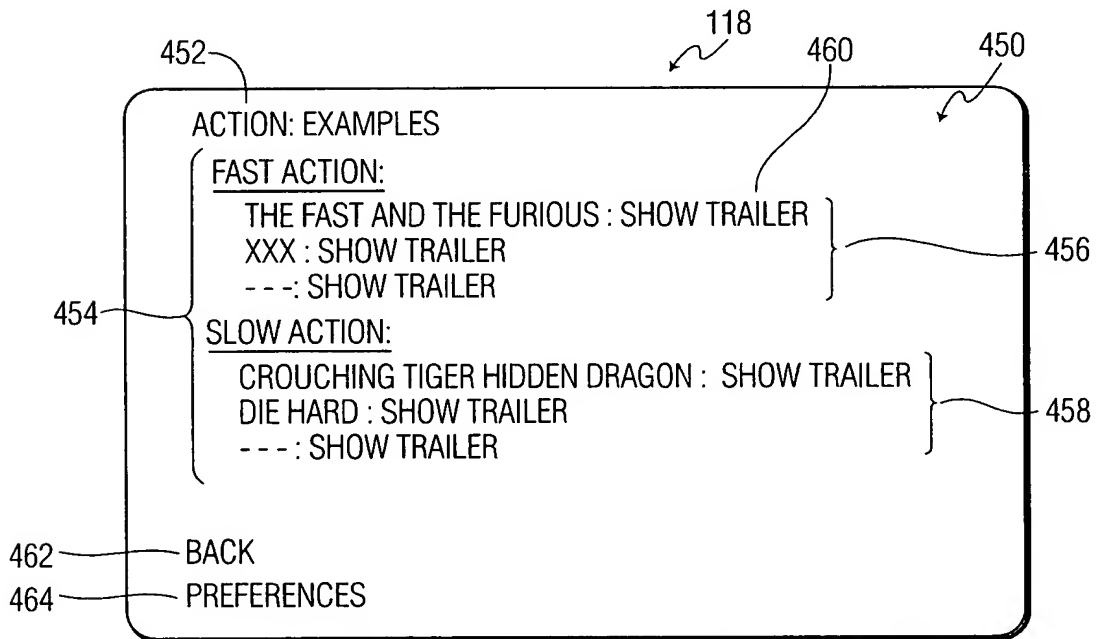 118
452
460
450
ACTION: EXAMPLES
FAST ACTION:
THE FAST AND THE FURIOUS : SHOW TRAILER
XXX : SHOW TRAILER
- - -: SHOW TRAILER
456
454
SLOW ACTION:
CROUCHING TIGER HIDDEN DRAGON : SHOW TRAILER
DIE HARD : SHOW TRAILER
- - - : SHOW TRAILER
458
462
BACK
464
PREFERENCES